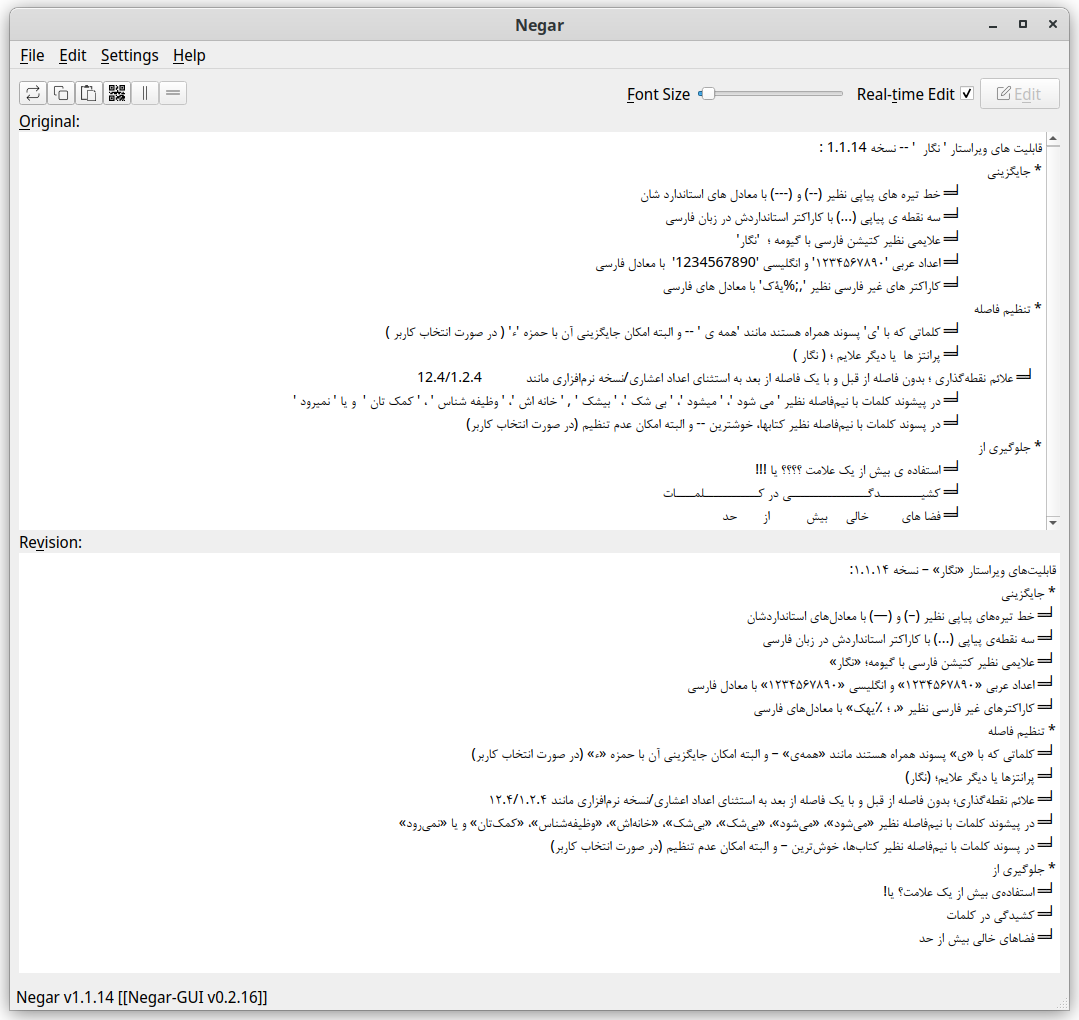 Negar
File Edit Settings Help
Font Size Real-time Edit Edit
Original:
قابلیت های ویراستار ' نگار  ' -- نسخه 1.1.14 :
* جایگزینی
خط تیره های پیاپی نظیر (--) و (---) با معادل های استاندارد شان
سه نقطه ی پیاپی (...) با کاراکتر استانداردش در زبان فارسی
علایمی نظیر کتیشن فارسی با گیومه ؛  'نگار'
اعداد عربی '١٢٣٤٥٦٧٨٩٠' و انگلیسی '1234567890'  با معادل فارسی
کاراکتر های غیر فارسی نظیر ',;%یۀک' با معادل های فارسی
* تنظیم فاصله
کلماتی که با 'ی' پسوند همراه هستند مانند 'همه ی ' -- و البته امکان جایگزینی آن با حمزه 'ء' ( در صورت انتخاب کاربر )
پرانتز ها  یا دیگر علایم ؛ ( نگار )
علائم نقطه‌گذاری ؛ بدون فاصله از قبل و با یک فاصله از بعد به استثنای اعداد اعشاری/نسخه نرم‌افزاری مانند 12.4/1.2.4
در پیشوند کلمات با نیم‌فاصله نظیر ' می شود '، ' میشود '، ' بی شک '، ' بیشک ' , ' خانه اش '، ' وظیفه شناس ' ، ' کمک تان '  و یا ' نمیرود '
در پسوند کلمات با نیم‌فاصله نظیر کتابها، خوشترین -- و البته امکان عدم تنظیم (در صورت انتخاب کاربر)
* جلوگیری از
استفاده ی بیش از یک علامت ؟؟؟؟ یا !!!
کشیــــــــدگــــــــــــی در کــــــــــلمـــات
فضا های خالی بیش از حد
Revision:
قابلیت‌های ویراستار «نگار» – نسخه ۱.۱.۱۴:
* جایگزینی
خط تیره‌های پیاپی نظیر (–) و (—) با معادل‌های استانداردشان
سه نقطه‌ی پیاپی (…) با کاراکتر استانداردش در زبان فارسی
علایمی نظیر کتیشن فارسی با گیومه؛ «نگار»
اعداد عربی «۱۲۳۴۵۶۷۸۹۰» و انگلیسی «۱۲۳۴۵۶۷۸۹۰» با معادل فارسی
کاراکترهای غیر فارسی نظیر «، ؛ ٪یهک» با معادل‌های فارسی
* تنظیم فاصله
کلماتی که با «ی» پسوند همراه هستند مانند «همه‌ی» – و البته امکان جایگزینی آن با حمزه «ء» (در صورت انتخاب کاربر)
پرانتزها یا دیگر علایم؛ (نگار)
علائم نقطه‌گذاری؛ بدون فاصله از قبل و با یک فاصله از بعد به استثنای اعداد اعشاری/نسخه نرم‌افزاری مانند ۱۲.۴/۱.۲.۴
در پیشوند کلمات با نیم‌فاصله نظیر «می‌شود»، «می‌شود»، «بی‌شک»، «بی‌شک»، «خانه‌اش»، «وظیفه‌شناس»، «کمک‌تان» و یا «نمی‌رود»
در پسوند کلمات با نیم‌فاصله نظیر کتاب‌ها، خوش‌ترین – و البته امکان عدم تنظیم (در صورت انتخاب کاربر)
* جلوگیری از
استفاده‌ی بیش از یک علامت؟ یا!
کشیدگی در کلمات
فضاهای خالی بیش از حد
Negar v1.1.14 [[Negar-GUI v0.2.16]]